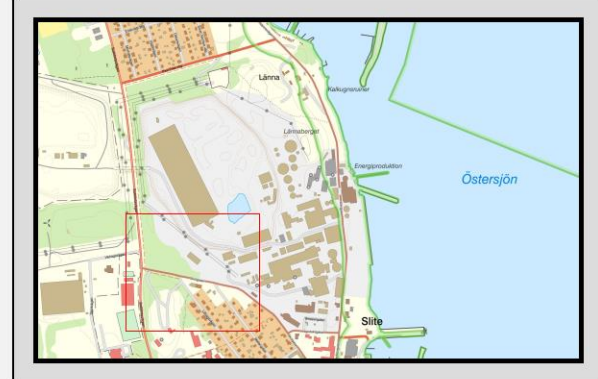 Länna
Kalkugnsruiner
Lännaberget
Energiproduktion
Östersjön
Slite